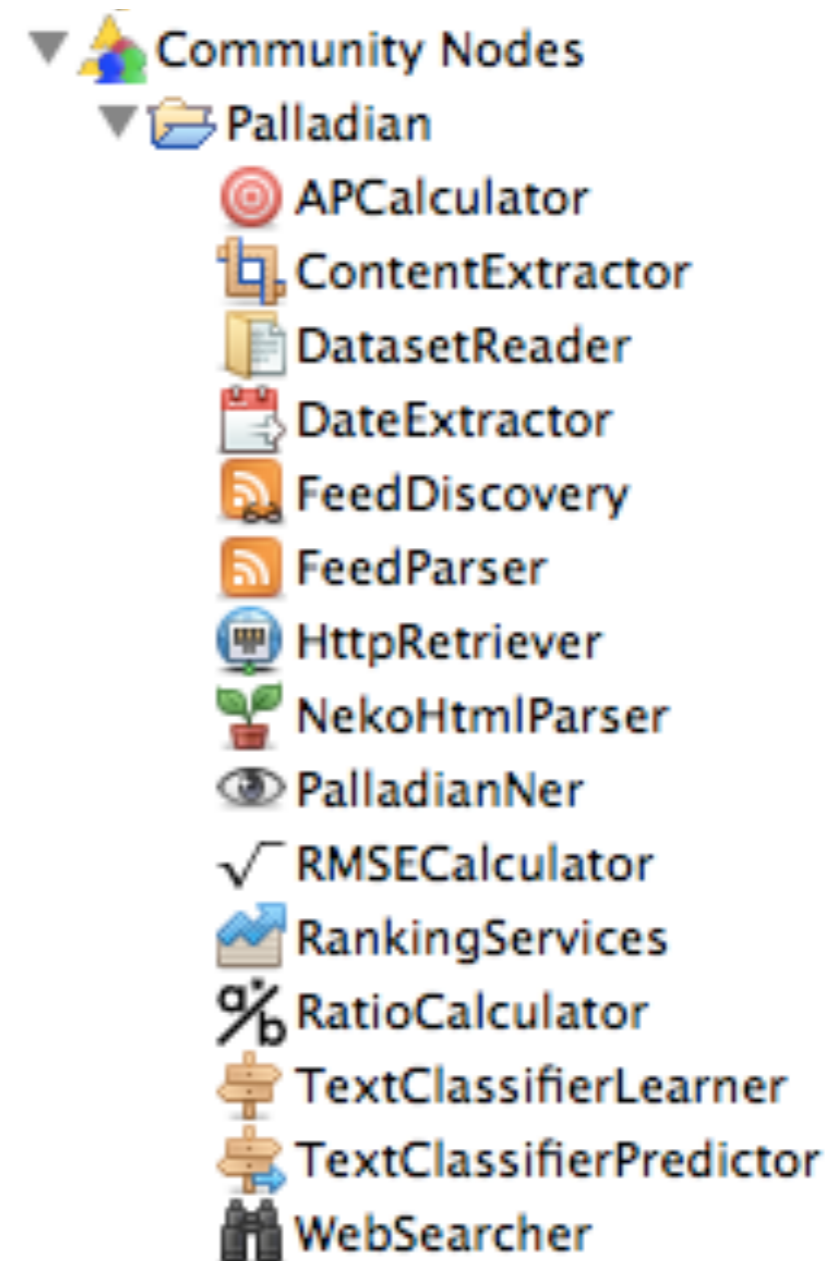 Community Nodes
Palladian
APCalculator
ContentExtractor
DatasetReader
DateExtractor
FeedDiscovery
FeedParser
HttpRetriever
NekoHtmlParser
PalladianNer
RMSECalculator
RankingServices
a/b RatioCalculator
TextClassifierLearner
TextClassifierPredictor
WebSearcher